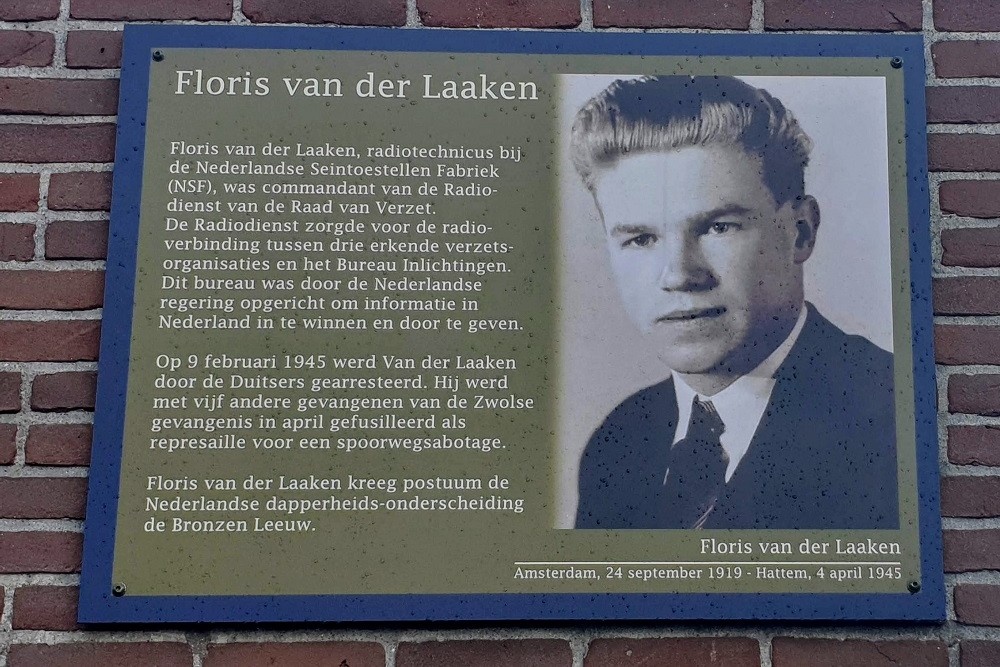 Floris van der Laaken
Floris van der Laaken, radiotechnicus bij
de Nederlandse Seintoestellen Fabriek
(NSF), was commandant van de Radio-
dienst van de Raad van Verzet.
De Radiodienst zorgde voor de radio-
verbinding tussen drie erkende verzets-
organisaties en het Bureau Inlichtingen.
Dit bureau was door de Nederlandse
regering opgericht om informatie in
Nederland in te winnen en door te geven.
Op 9 februari 1945 werd Van der Laaken
door de Duitsers gearresteerd. Hij werd
met vijf andere gevangenen van de Zwolse
gevangenis in april gefusilleerd als
represaille voor een spoorwegsabotage.
Floris van der Laaken kreeg postuum de
Nederlandse dapperheids-onderscheiding
de Bronzen Leeuw.
Floris van der Laaken
Amsterdam, 24 september 1919 - Hattem, 4 april 1945